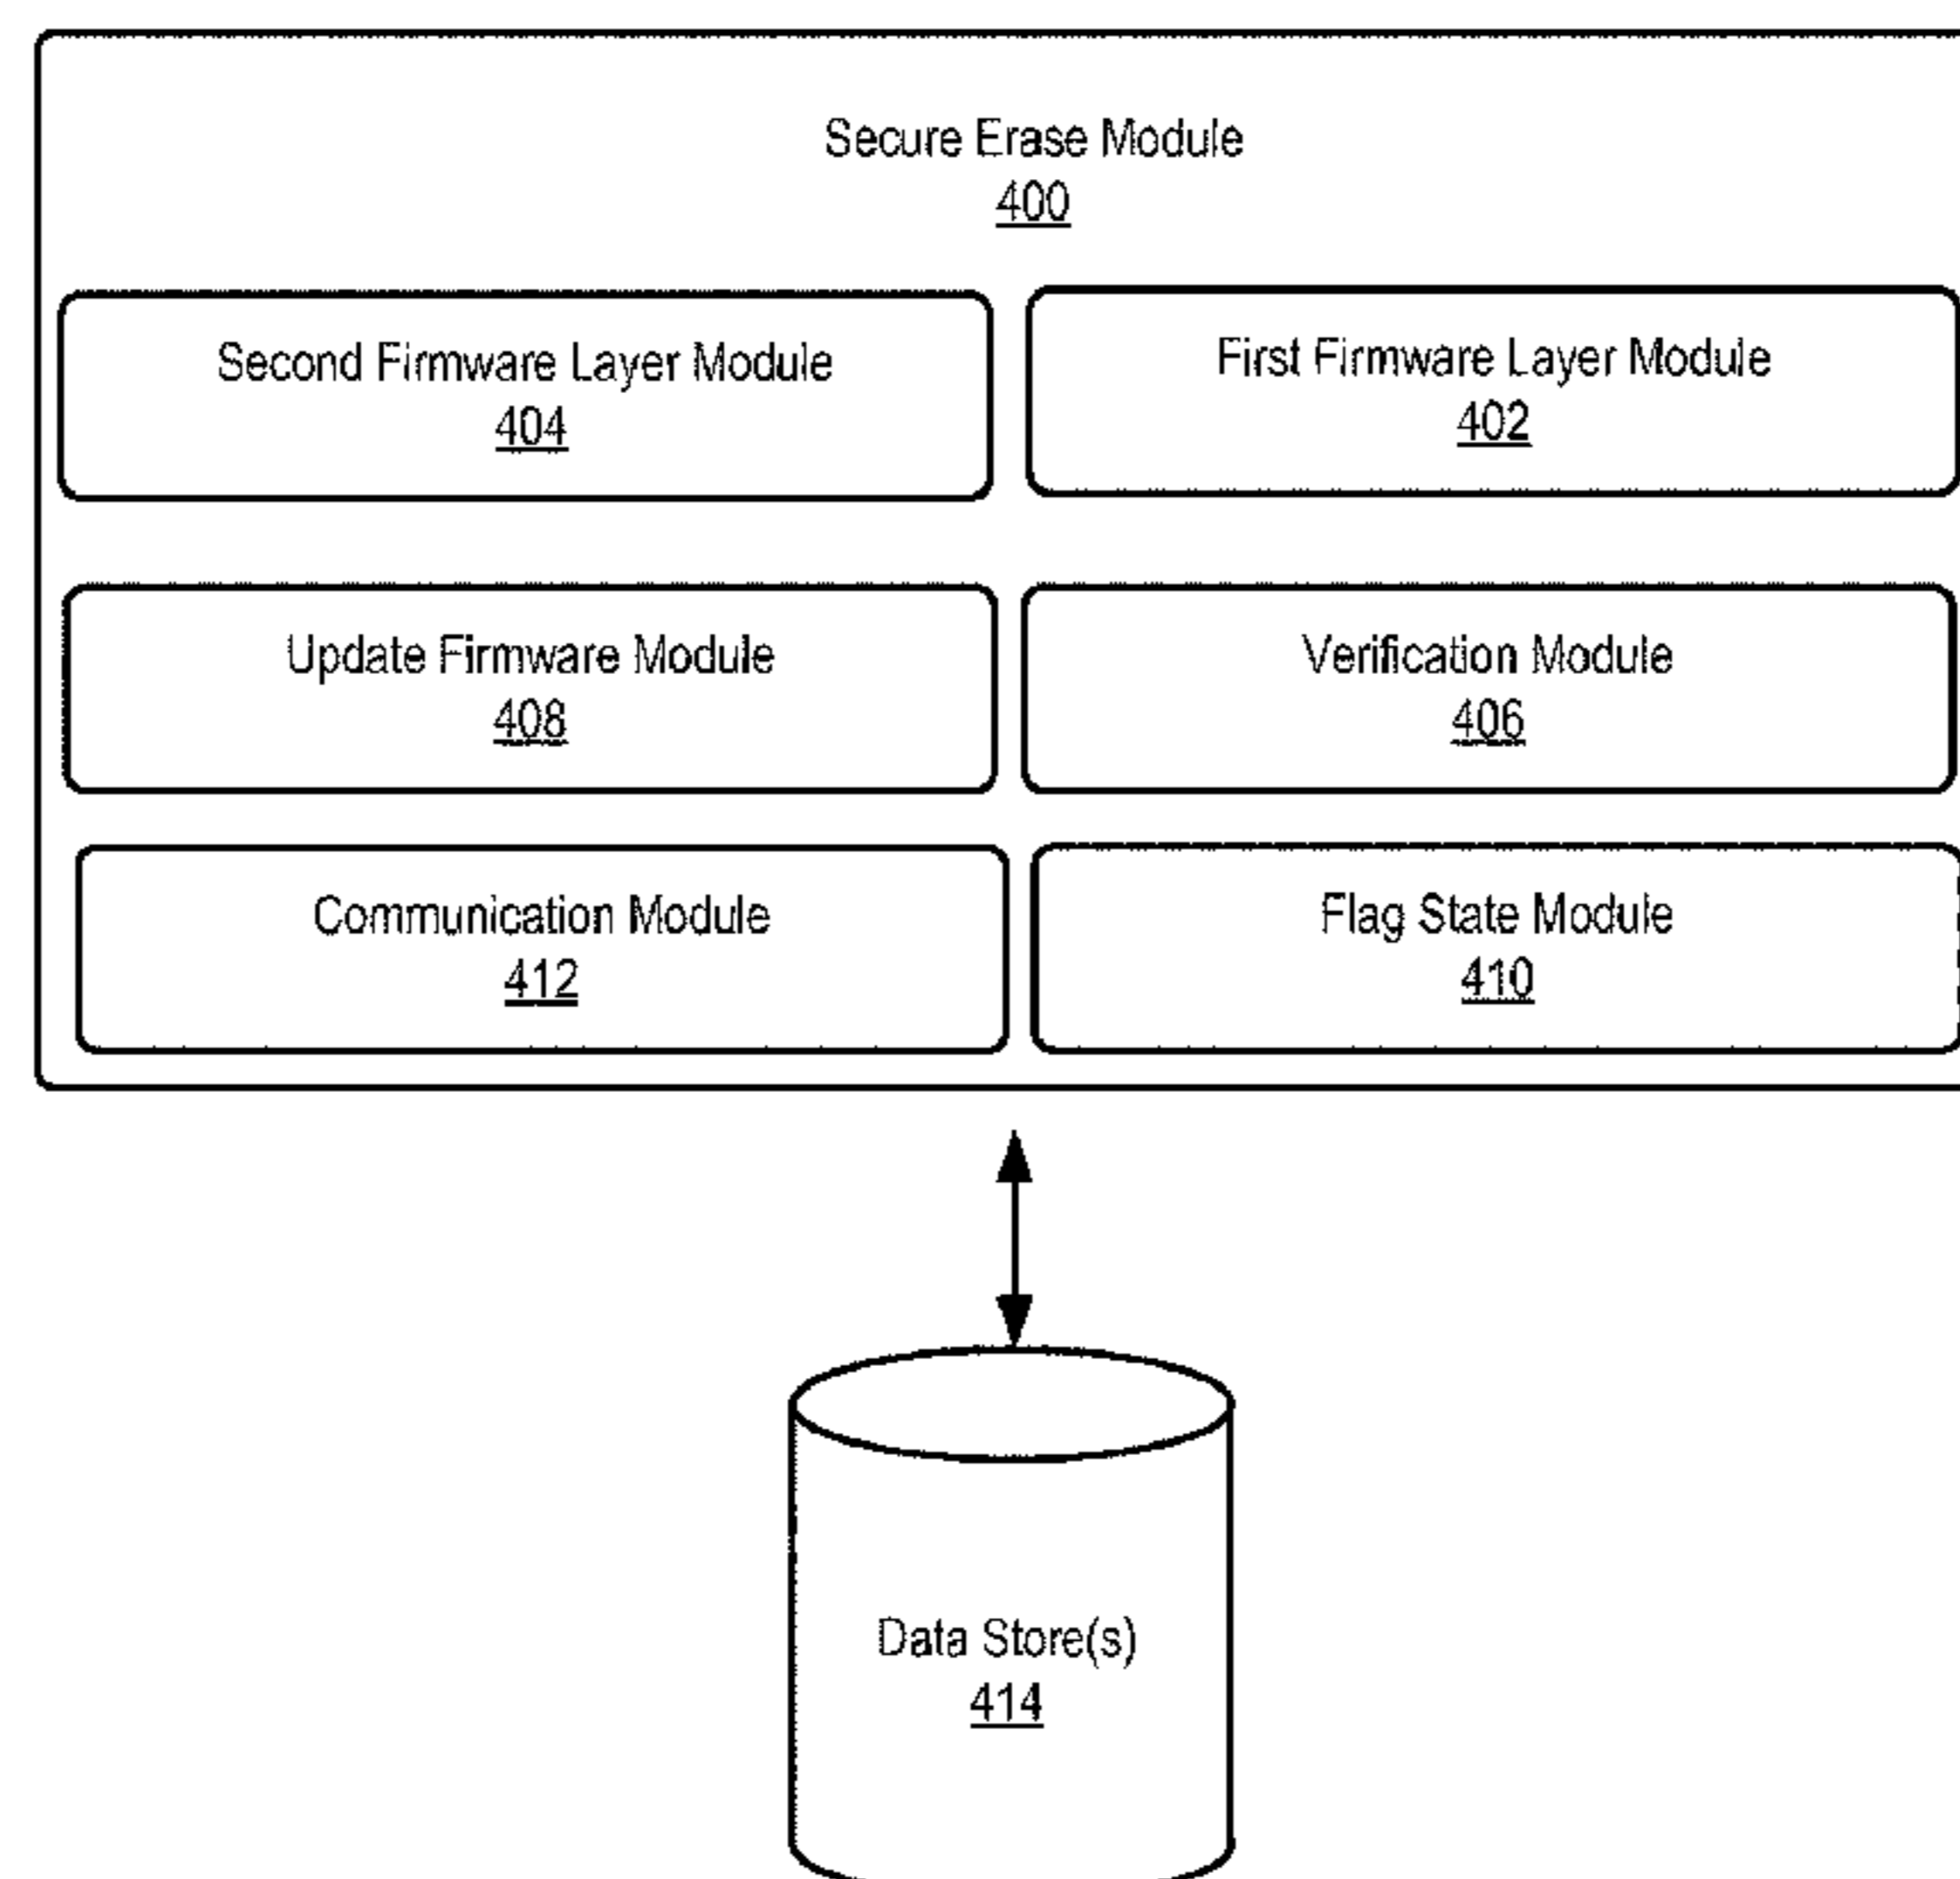 Secure Erase Module
400
Second Firmware Layer Module
404
First Firmware Layer Module
402
Update Firmware Module
408
Verification Module
406
Communication Module
412
Flag State Module
410
Data Store(s)
414